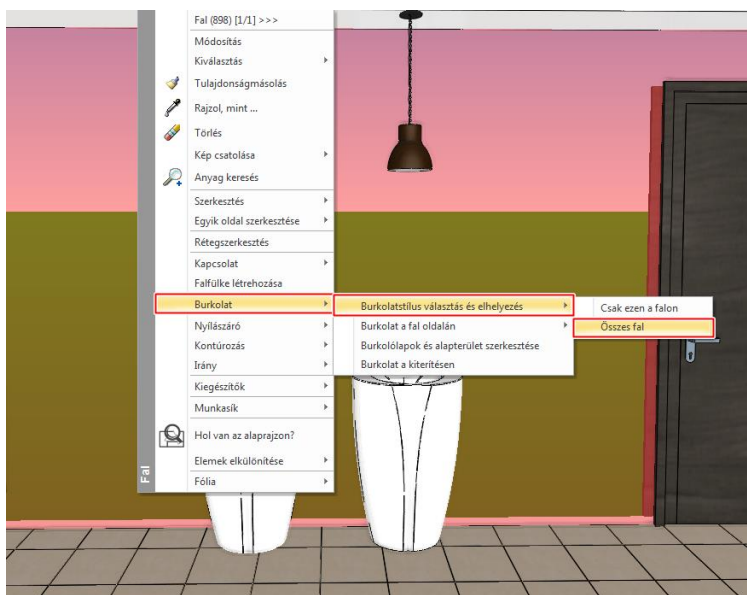 Fal (898) [1/1] >>>
Módosítás
Kiválasztás
Tulajdonságmásolás
Rajzol, mint ...
Törlés
Kép csatolása
Anyag keresés
Szerkesztés
Egyik oldal szerkesztése
Rétegszerkesztés
Kapcsolat
Falfülke létrehozása
Burkolat
Nyílászáró
Kontúrozás
Irány
Kiegészítők
Munkasík
Hol van az alaprajzon?
Elemek elkülönítése
Fólia
Fal
Burkolatstílus választás és elhelyezés
Burkolat a fal oldalán
Burkolólapok és alapterület szerkesztése
Burkolat a kiterítésen
Csak ezen a falon
Összes fal